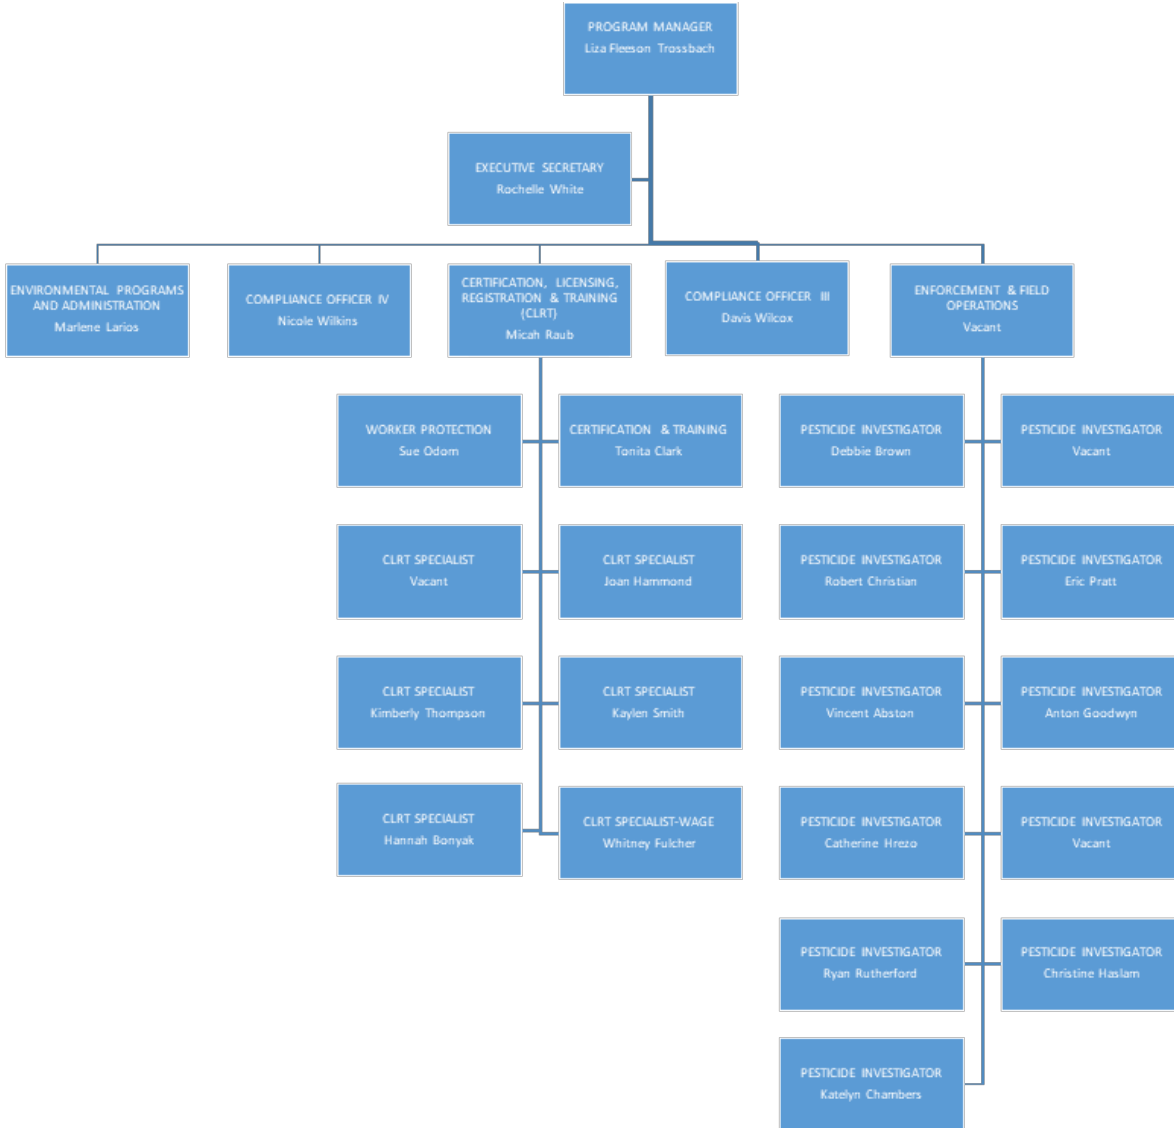 PROGRAM MANAGER
Liza Fleeson Trossbach
EXECUTIVE SECRETARY
Rochelle White
ENVIRONMENTAL PROGRAMS
AND ADMINISTRATION
Marlene Larios
COMPLIANCE OFFICER IV
Nicole Wilkins
CERTIFICATION, LICENSING,
REGISTRATION & TRAINING
(CLRT)
Micah Raub
COMPLIANCE OFFICER III
Davis Wilcox
ENFORCEMENT & FIELD
OPERATIONS
Vacant
WORKER PROTECTION
Sue Odom
CERTIFICATION & TRAINING
Tonita Clark
PESTICIDE INVESTIGATOR
Debbie Brown
PESTICIDE INVESTIGATOR
Vacant
CLRT SPECIALIST
Vacant
CLRT SPECIALIST
Joan Hammond
PESTICIDE INVESTIGATOR
Robert Christian
PESTICIDE INVESTIGATOR
Eric Pratt
CLRT SPECIALIST
Kimberly Thompson
CLRT SPECIALIST
Kaylen Smith
PESTICIDE INVESTIGATOR
Vincent Abston
PESTICIDE INVESTIGATOR
Anton Goodwyn
CLRT SPECIALIST
Hannah Bonyak
CLRT SPECIALIST-WAGE
Whitney Fulcher
PESTICIDE INVESTIGATOR
Catherine Hrezo
PESTICIDE INVESTIGATOR
Vacant
PESTICIDE INVESTIGATOR
Ryan Rutherford
PESTICIDE INVESTIGATOR
Christine Haslam
PESTICIDE INVESTIGATOR
Katelyn Chambers